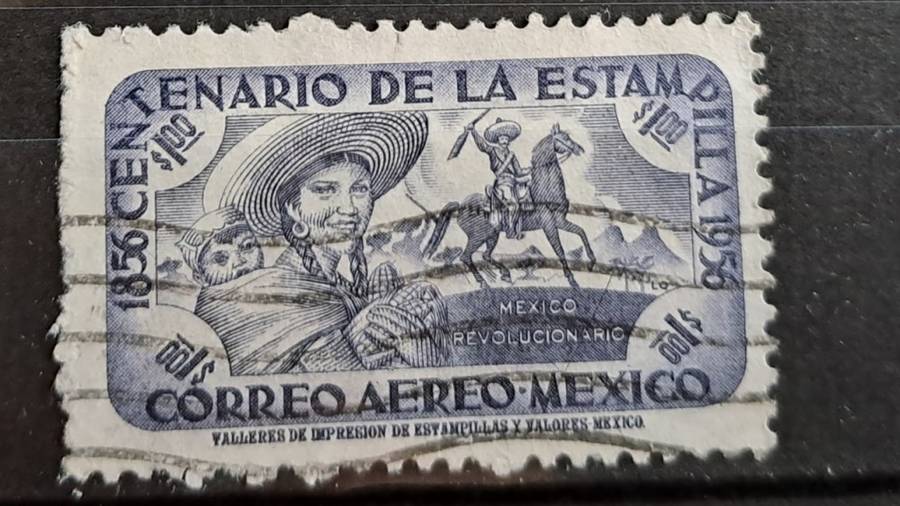 1856 CENTENARIO DE LA ESTAMPILLA 1956
$1.00
$1.00
MEXICO
REVOLUCIONARIO
$1.00
$1.00
CORREO AEREO·MEXICO
TALLERES DE IMPRESION DE ESTAMPILLAS Y VALORES-MEXICO.